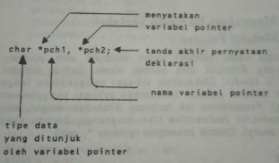 menyatakan
variabel pointer
char *pch1, *pch2;
tanda akhir pernyataan
deklarasi
nama variabel pointer
tipe data
yang ditunjuk
oleh variabel pointer